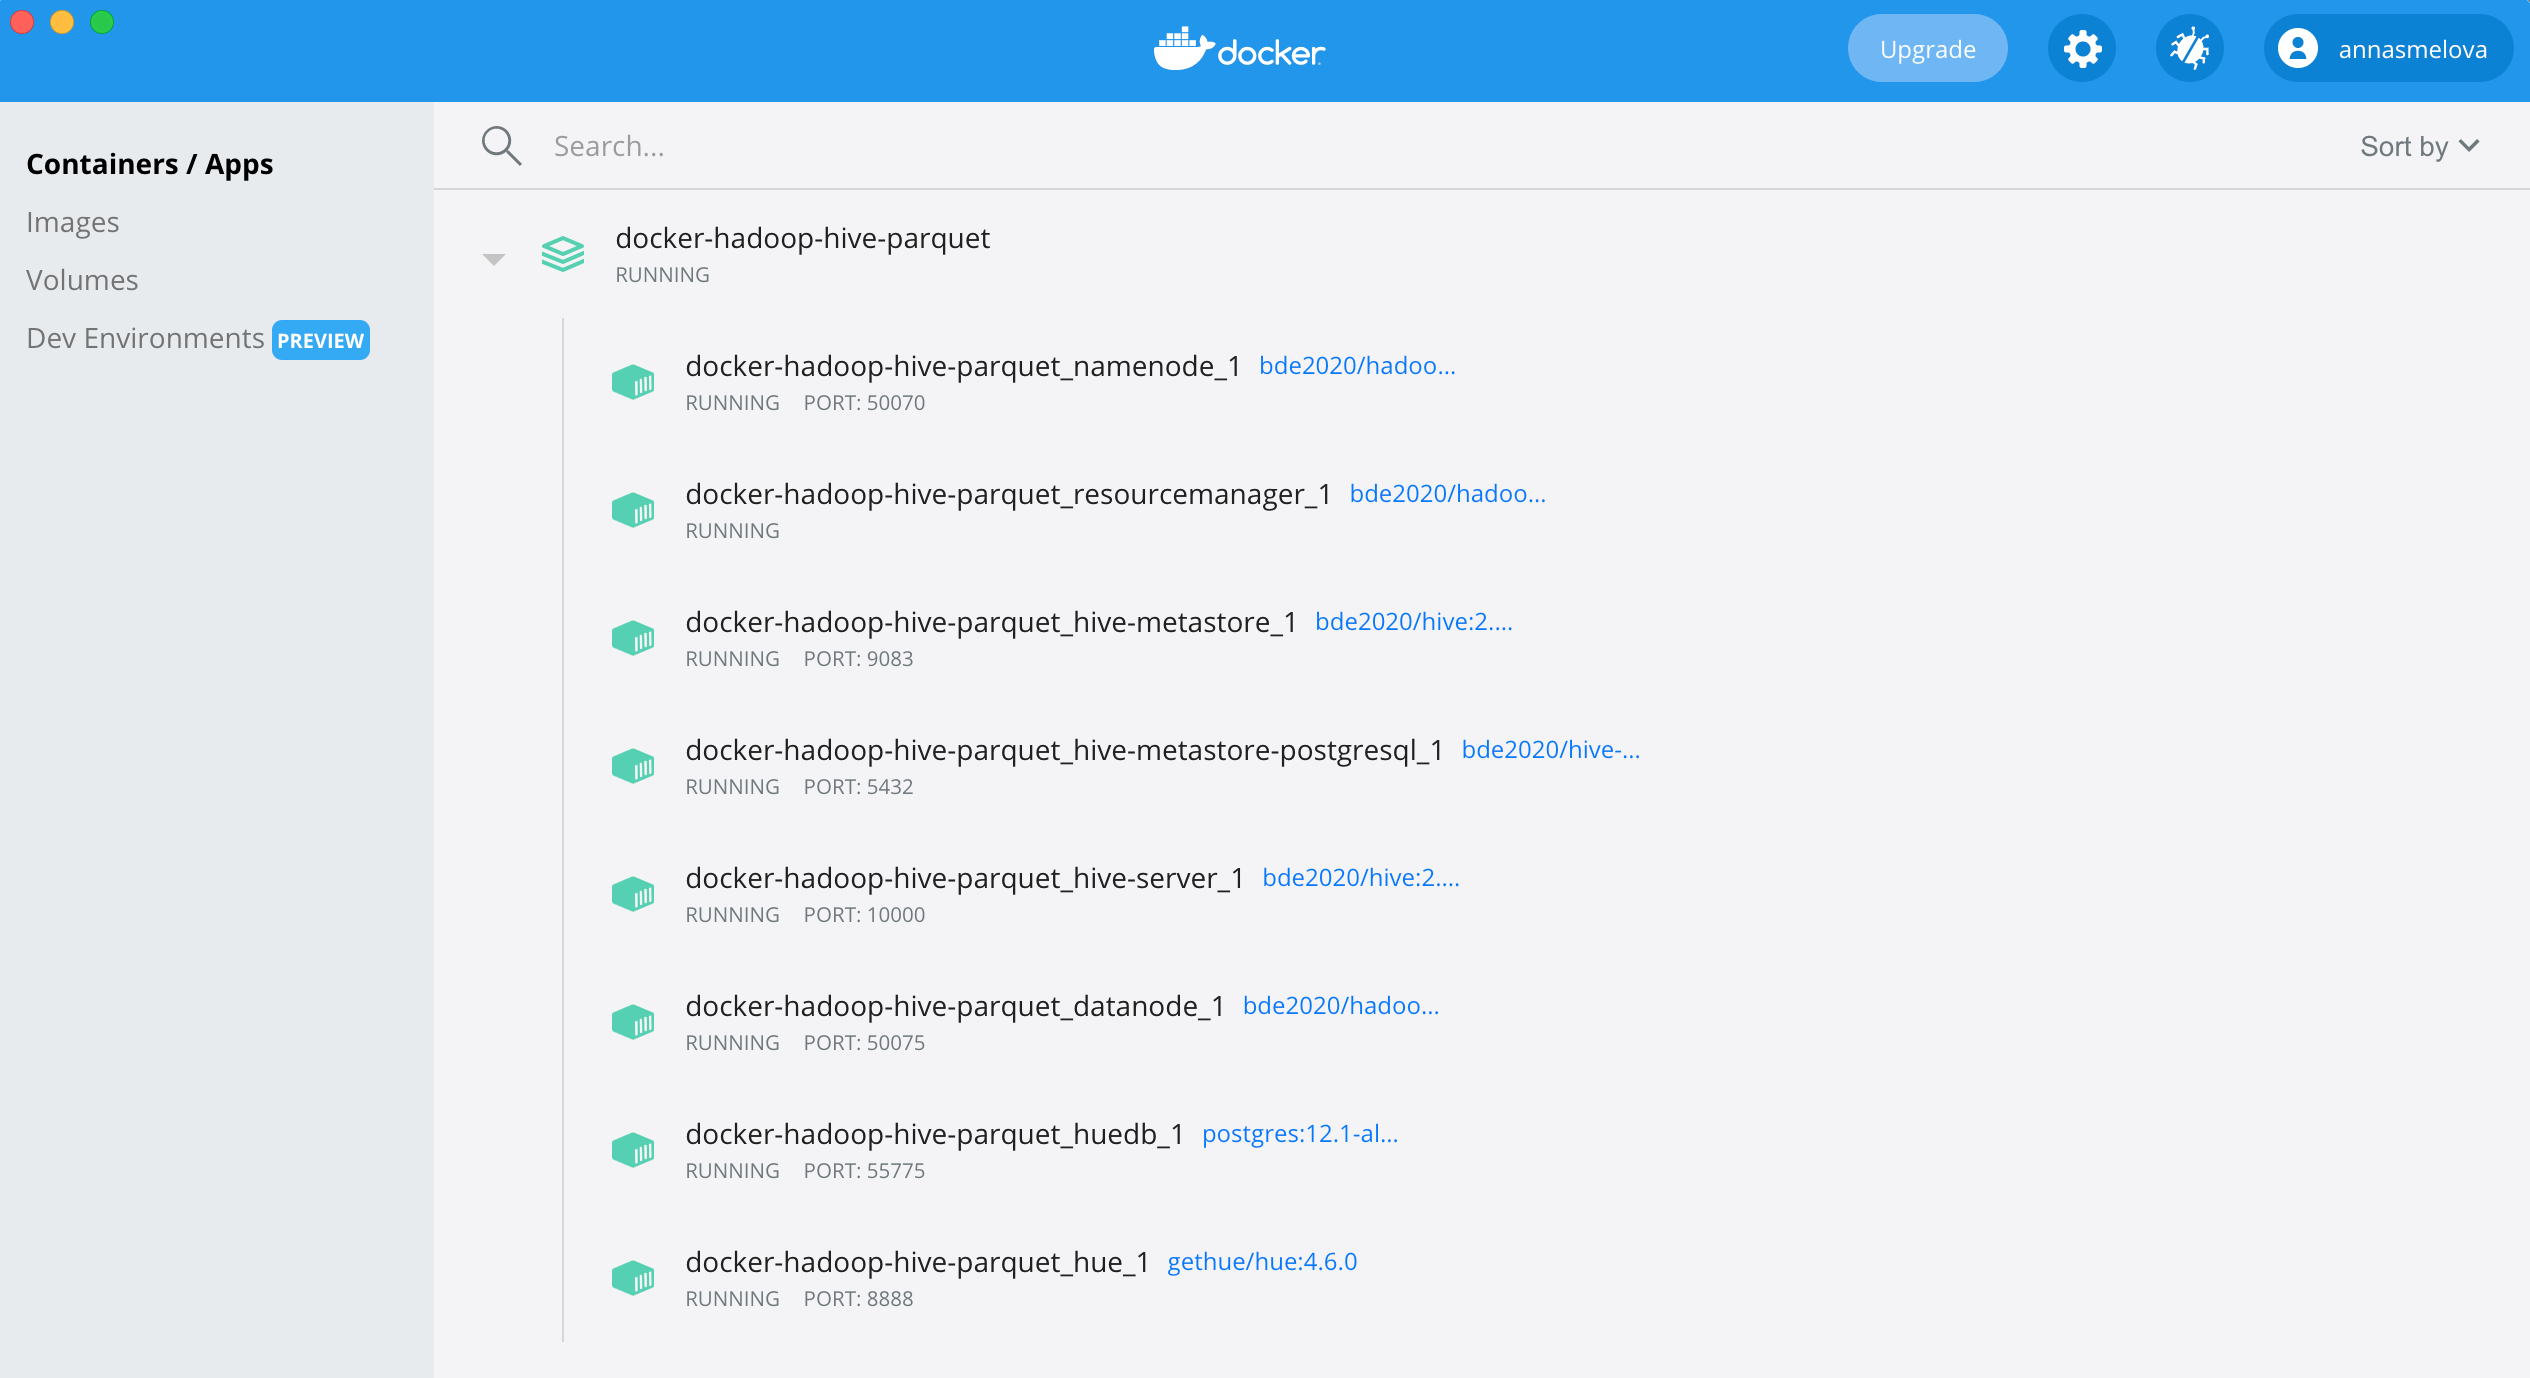 docker
Upgrade
annasmelova
Containers / Apps
Images
Volumes
Dev Environments PREVIEW
Search...
Sort by
docker-hadoop-hive-parquet
RUNNING
docker-hadoop-hive-parquet_namenode_1 bde2020/hadoo...
RUNNING PORT: 50070
docker-hadoop-hive-parquet_resourcemanager_1 bde2020/hadoo...
RUNNING
docker-hadoop-hive-parquet_hive-metastore_1 bde2020/hive:2....
RUNNING PORT: 9083
docker-hadoop-hive-parquet_hive-metastore-postgresql_1 bde2020/hive-...
RUNNING PORT: 5432
docker-hadoop-hive-parquet_hive-server_1 bde2020/hive:2....
RUNNING PORT: 10000
docker-hadoop-hive-parquet_datanode_1 bde2020/hadoo...
RUNNING PORT: 50075
docker-hadoop-hive-parquet_huedb_1 postgres:12.1-al...
RUNNING PORT: 55775
docker-hadoop-hive-parquet_hue_1 gethue/hue:4.6.0
RUNNING PORT: 8888